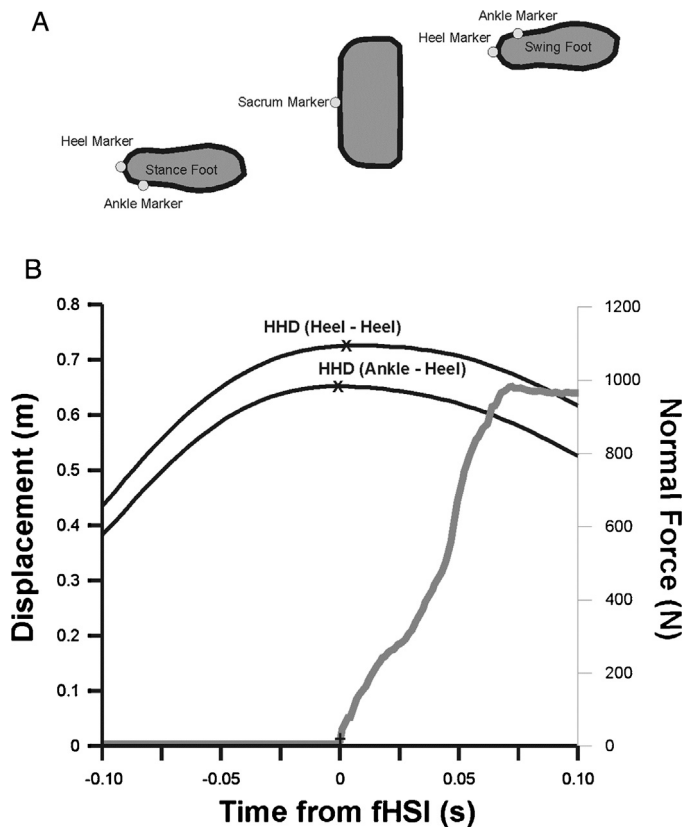 A
Ankle Marker
Heel Marker
Swing Foot
Sacrum Marker
Heel Marker
Stance Foot
Ankle Marker
B
0.8
0.7
0.6
0.5
0.4
0.3
0.2
0.1
0
Displacement (m)
HHD (Heel - Heel)
HHD (Ankle - Heel)
1200
1000
800
600
400
200
0
Normal Force (N)
-0.10
-0.05
0
0.05
0.10
Time from fHSI (s)